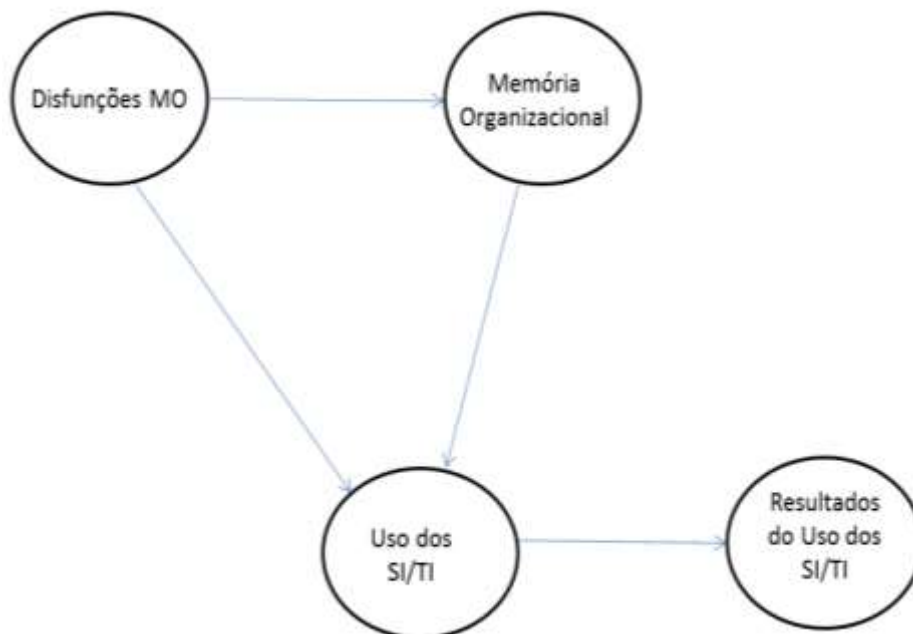 Disfunções MO
Memória
Organizacional
Uso dos
SI/TI
Resultados
do Uso dos
SI/TI